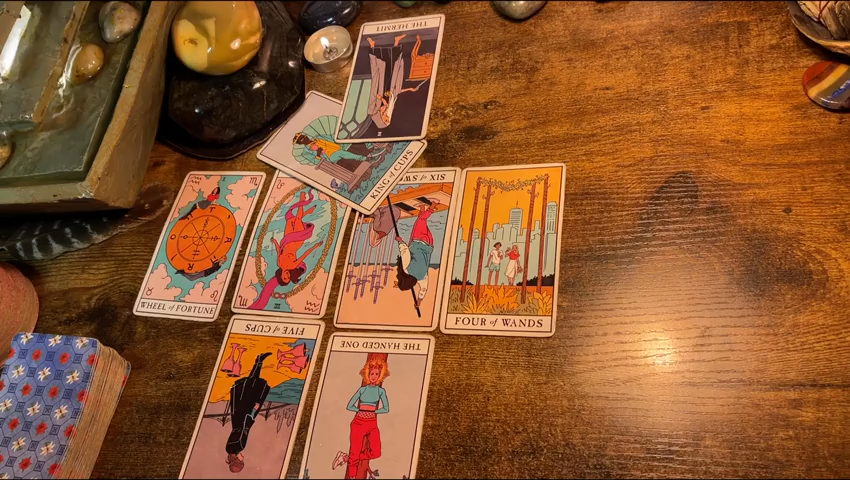 THE HERMIT
KING of CUPS
SIX of SWO
WHEEL of FORTUNE
FOUR of WANDS
FIVE of CUPS
THE HANGED ONE